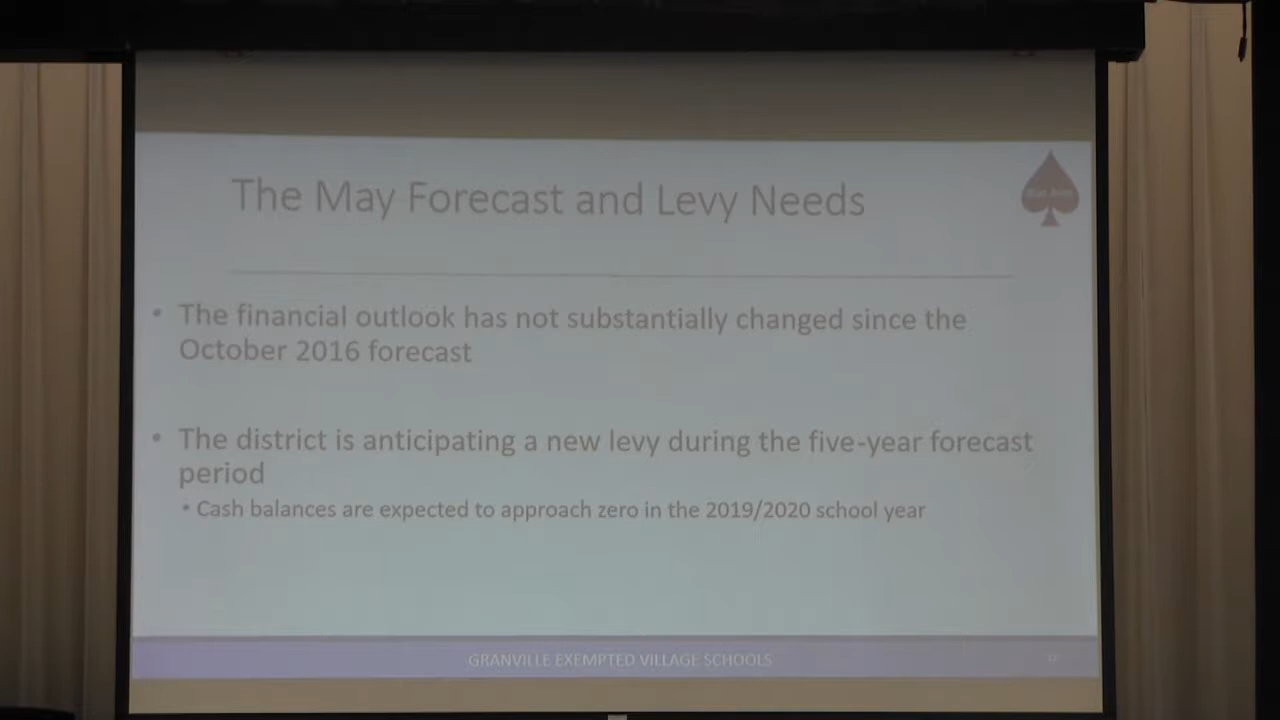 The May Forecast and Levy Needs
• The financial outlook has not substantially changed since the
October 2016 forecast
• The district is anticipating a new levy during the five-year forecast
period
• Cash balances are expected to approach zero in the 2019/2020 school year
GRANVILLE EXEMPTED VILLAGE SCHOOLS